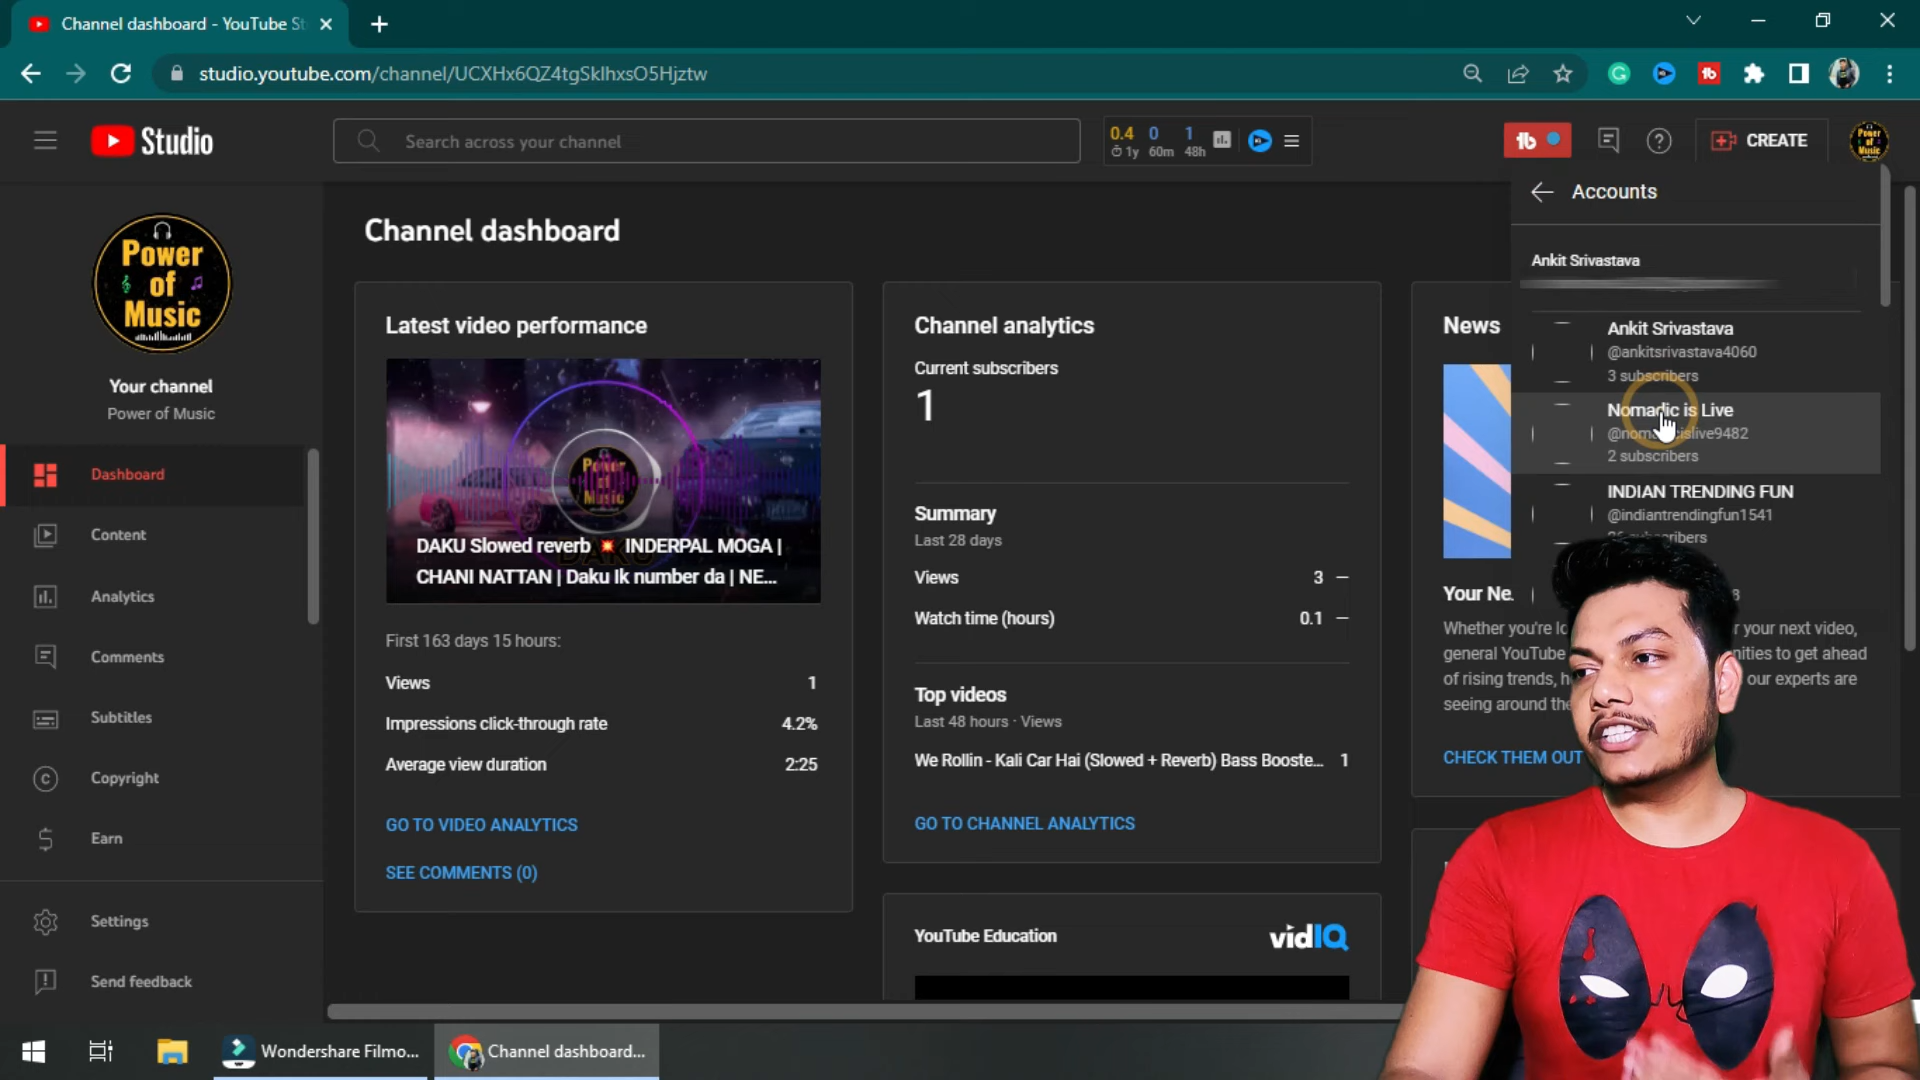 Channel dashboard - YouTube St
studio.youtube.com/channel/UCXHx6QZ4tgSklhxsO5Hjztw
Studio
Search across your channel
0.4 0 1
1y 60m 48h
CREATE
Power
of
Music
Accounts
Ankit Srivastava
Ankit Srivastava
@ankitsrivastava4060
3 subscribers
Nomadic is Live
2 subscribers
INDIAN TRENDING FUN
@indiantrendingfun1541
Power
of
Music
Your channel
Power of Music
Dashboard
Content
Analytics
Comments
Subtitles
Copyright
Earn
Settings
Send feedback
Channel dashboard
Latest video performance
Power
of
Music
DAKU Slowed reverb 💥 INDERPAL MOGA |
CHANI NATTAN | Daku Ik number da | NE...
First 163 days 15 hours:
Views 1
Impressions click-through rate 4.2%
Average view duration 2:25
GO TO VIDEO ANALYTICS
SEE COMMENTS (0)
Channel analytics
Current subscribers
1
Summary
Last 28 days
Views 3 —
Watch time (hours) 0.1 —
Top videos
Last 48 hours · Views
We Rollin - Kali Car Hai (Slowed + Reverb) Bass Booste... 1
GO TO CHANNEL ANALYTICS
YouTube Education
vidIQ
News
Your Ne
Whether you're lo r your next video,
general YouTube nities to get ahead
of rising trends, h our experts are
seeing around the
CHECK THEM OUT
Wondershare Filmo...
Channel dashboard...